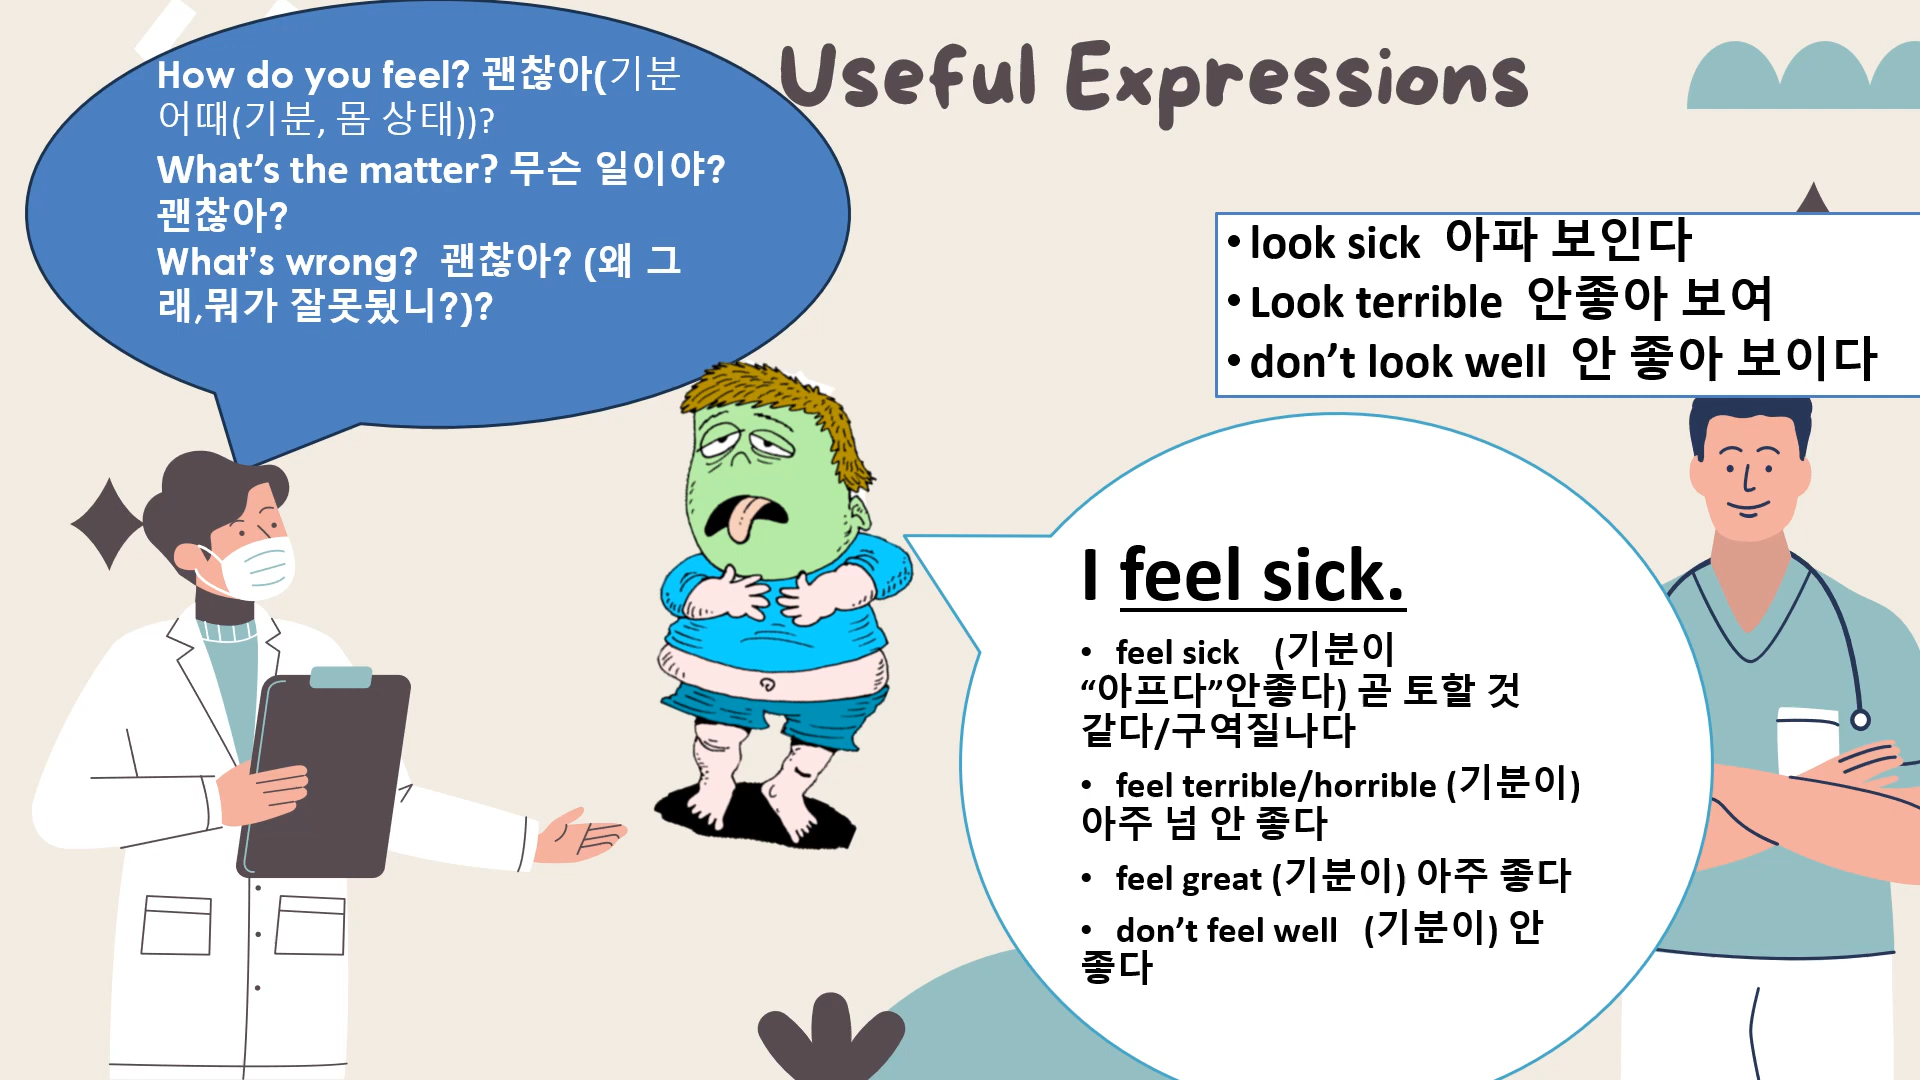 Useful Expressions
How do you feel? 괜찮아(기분
어때(기분, 몸 상태))?
What’s the matter? 무슨 일이야?
괜찮아?
What’s wrong? 괜찮아? (왜 그
래,뭐가 잘못됐니?)?
• look sick 아파 보인다
• Look terrible 안좋아 보여
• don’t look well 안 좋아 보이다
I feel sick.
• feel sick (기분이
“아프다”안좋다) 곧 토할 것
같다/구역질나다
• feel terrible/horrible (기분이)
아주 넘 안 좋다
• feel great (기분이) 아주 좋다
• don’t feel well (기분이) 안
좋다